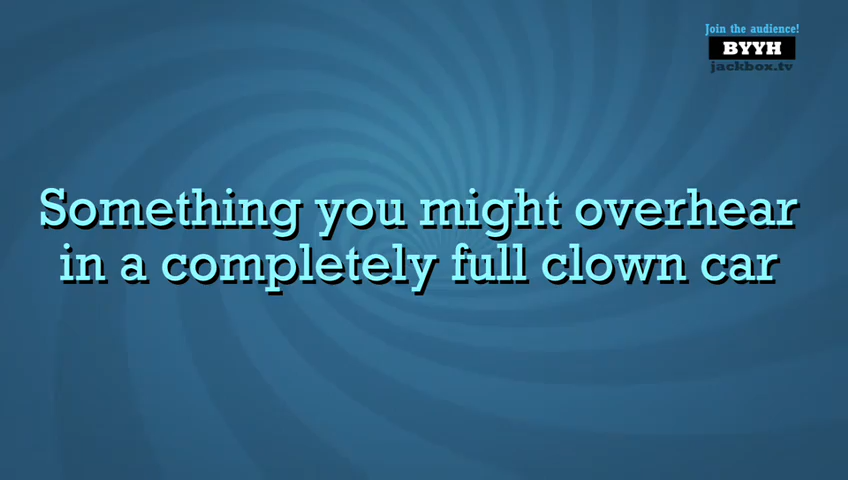 Join the audience!
BYYH
jackbox.tv
Something you might overhear
in a completely full clown car